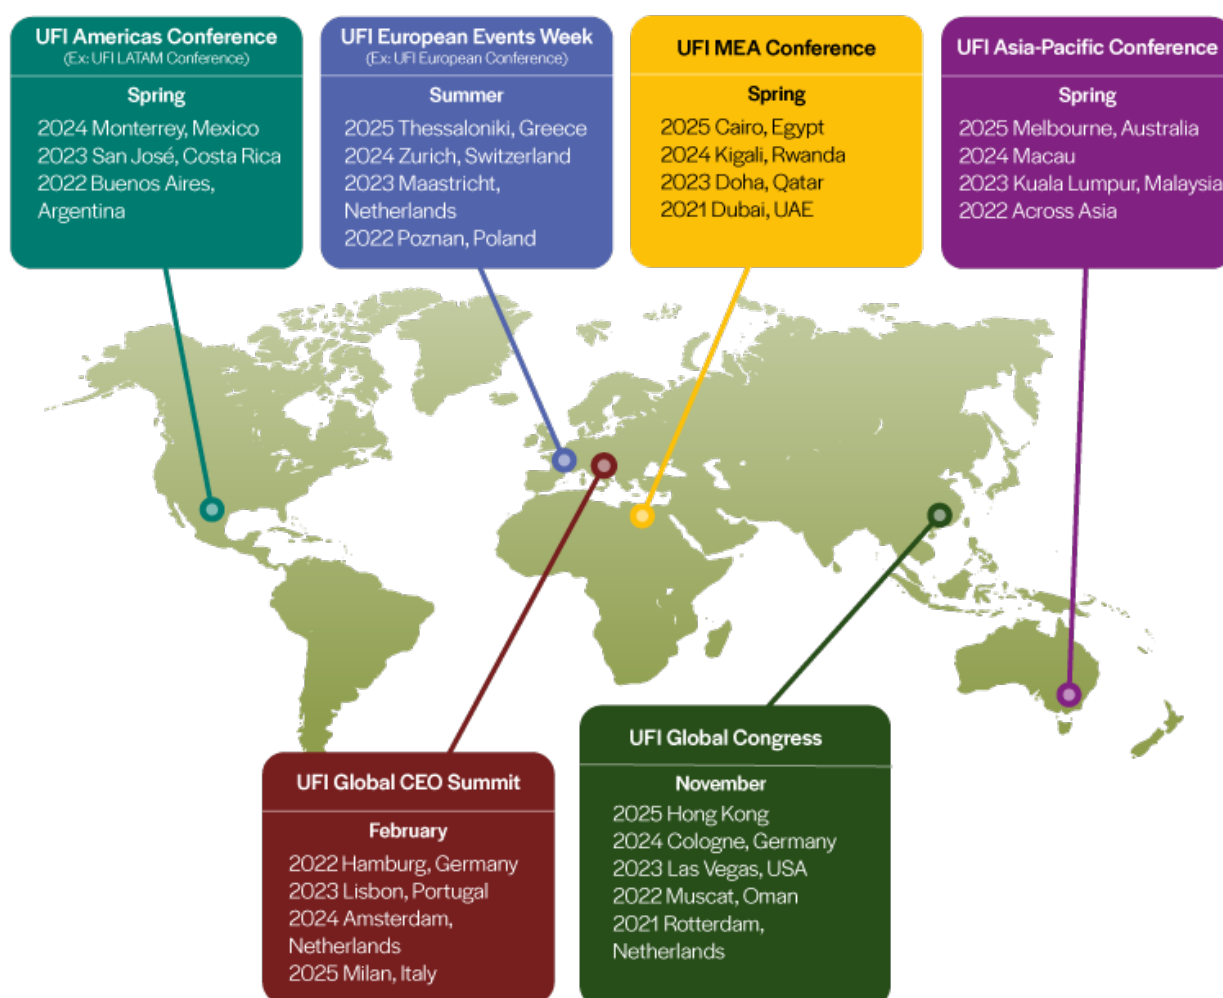 UFI Americas Conference
(Ex: UFI LATAM Conference)
Spring
2024 Monterrey, Mexico
2023 San José, Costa Rica
2022 Buenos Aires,
Argentina
UFI European Events Week
(Ex: UFI European Conference)
Summer
2025 Thessaloniki, Greece
2024 Zurich, Switzerland
2023 Maastricht,
Netherlands
2022 Poznan, Poland
UFI MEA Conference
Spring
2025 Cairo, Egypt
2024 Kigali, Rwanda
2023 Doha, Qatar
2021 Dubai, UAE
UFI Asia-Pacific Conference
Spring
2025 Melbourne, Australia
2024 Macau
2023 Kuala Lumpur, Malaysia
2022 Across Asia
UFI Global CEO Summit
February
2022 Hamburg, Germany
2023 Lisbon, Portugal
2024 Amsterdam,
Netherlands
2025 Milan, Italy
UFI Global Congress
November
2025 Hong Kong
2024 Cologne, Germany
2023 Las Vegas, USA
2022 Muscat, Oman
2021 Rotterdam,
Netherlands